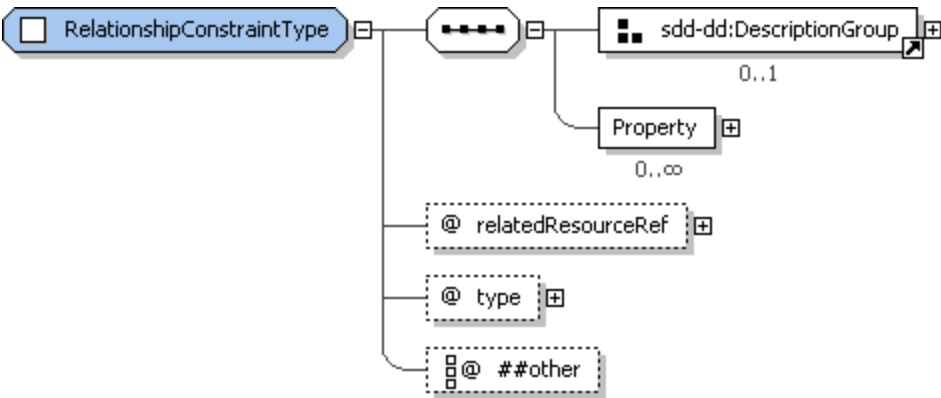 RelationshipConstraintType
sdd-dd:DescriptionGroup
0..1
Property
0..∞
@ relatedResourceRef
@ type
@ ##other